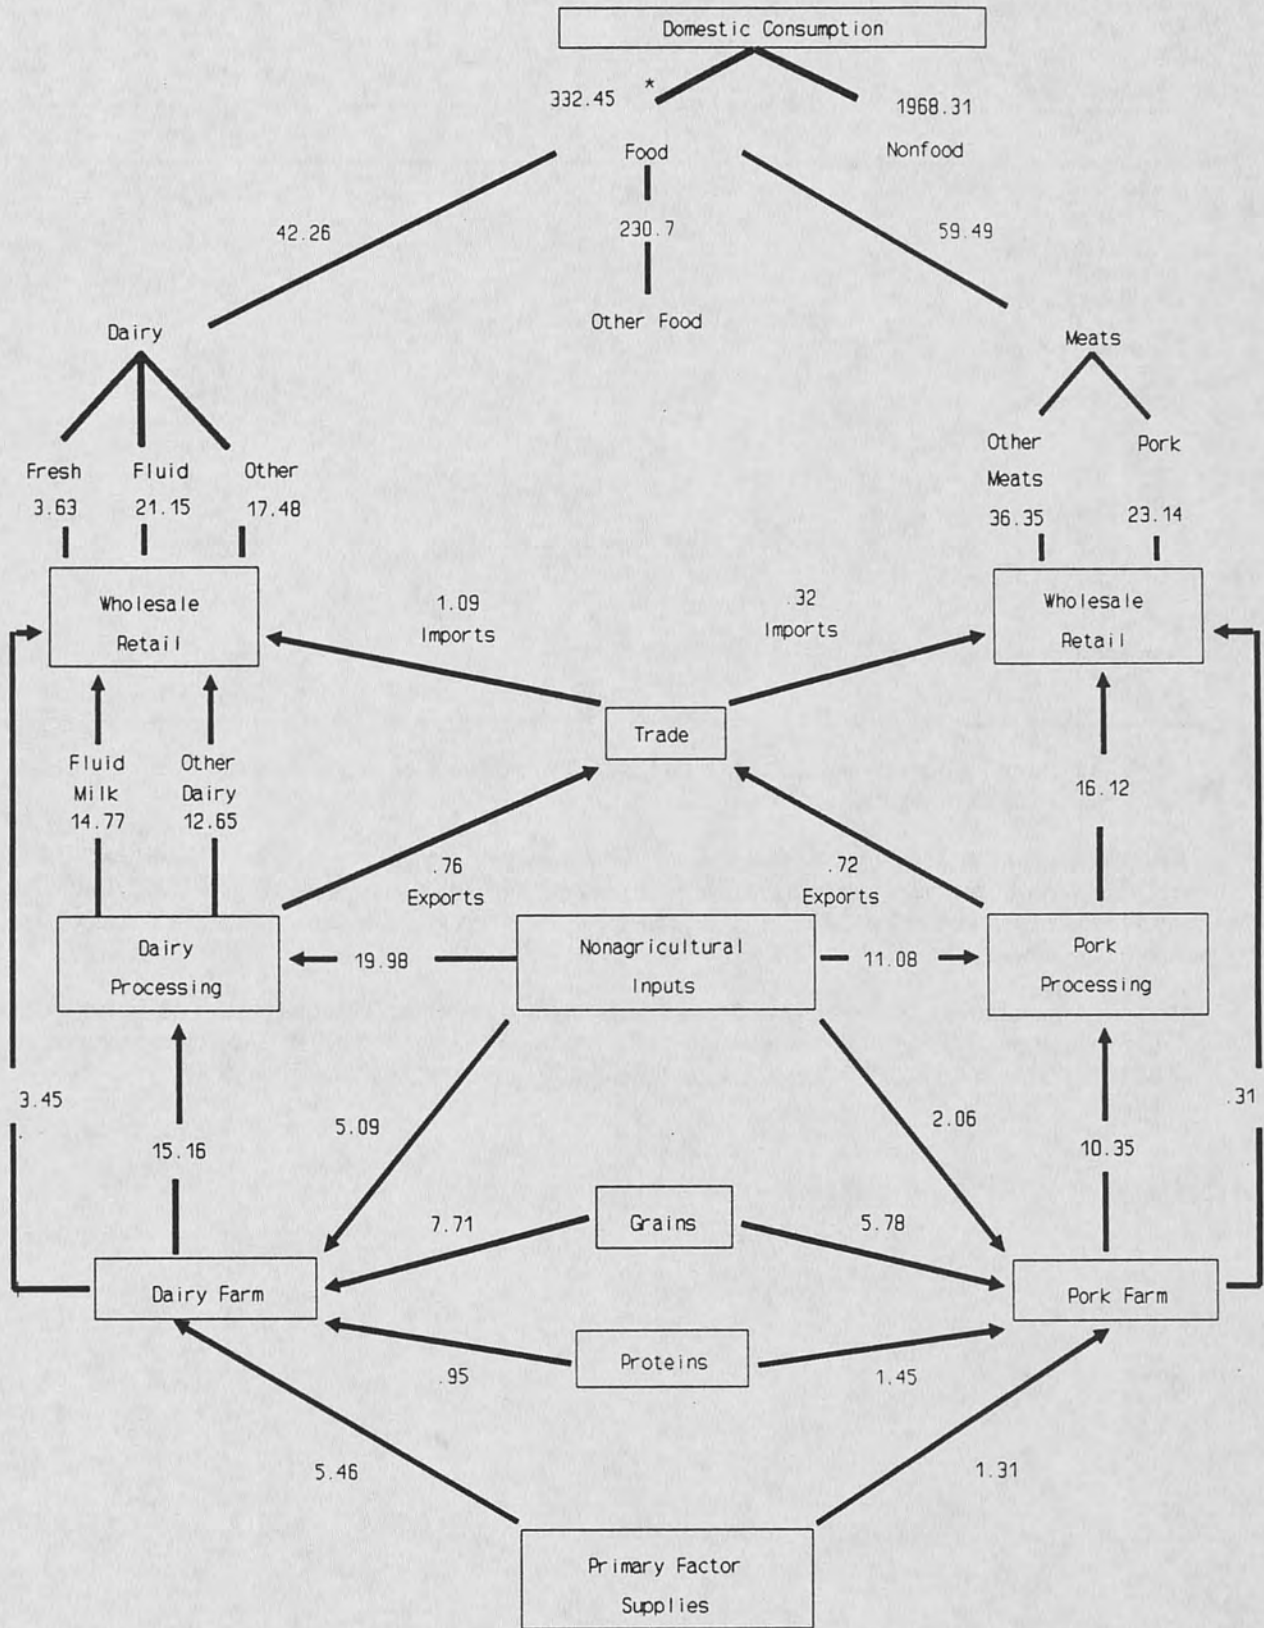 Domestic Consumption
332.45
*
1968.31
Food
Nonfood
42.26
230.7
59.49
Other Food
Dairy
Meats
Fresh
Fluid
Other
3.63
21.15
17.48
Other
Meats
36.35
Pork
23.14
Wholesale
Retail
1.09
Imports
.32
Imports
Wholesale
Retail
Trade
Fluid
Milk
14.77
Other
Dairy
12.65
16.12
.76
Exports
.72
Exports
Dairy
Processing
19.98
Nonagricultural
Inputs
11.08
Pork
Processing
3.45
15.16
5.09
2.06
10.35
.31
7.71
Grains
5.78
Dairy Farm
Pork Farm
.95
Proteins
1.45
5.46
1.31
Primary Factor
Supplies